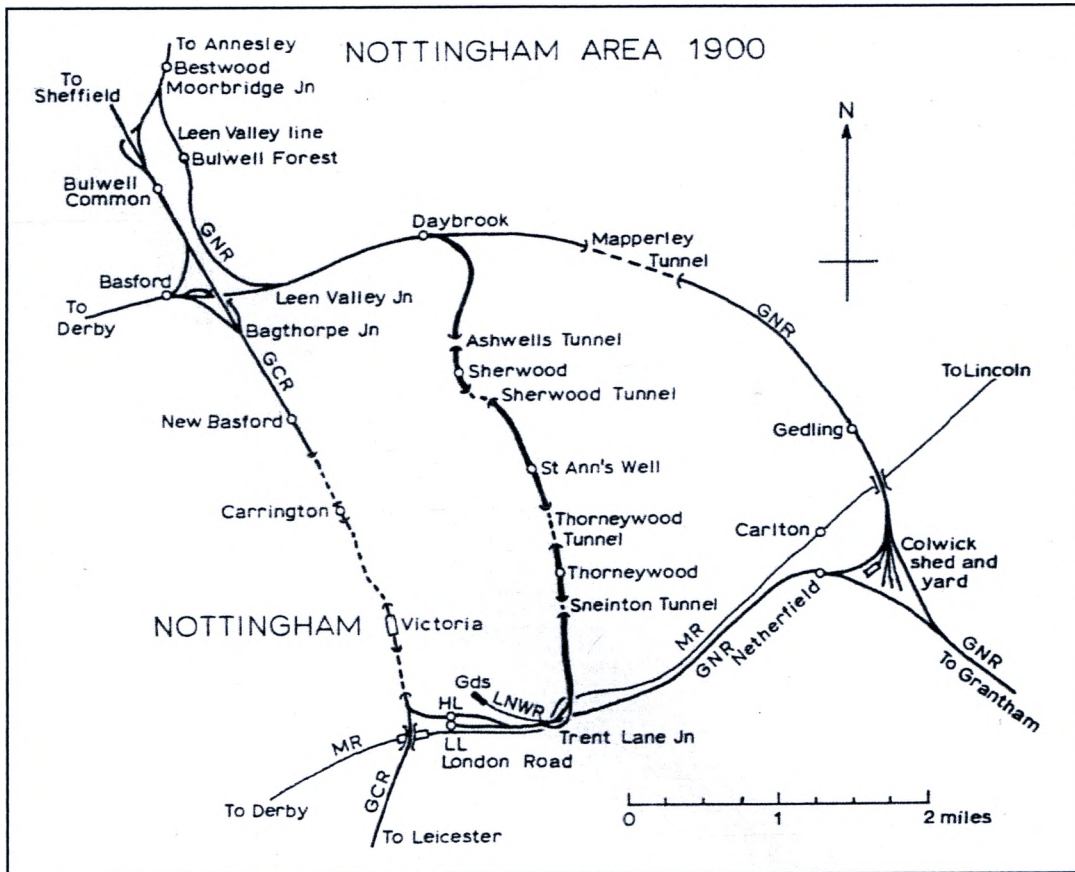 NOTTINGHAM AREA 1900
To Annesley
Bestwood
Moorbridge Jn
To
Sheffield
Leen Valley line
Bulwell Forest
Bulwell
Common
N
GNR
Daybrook
Mapperley
Tunnel
Basford
To
Derby
Leen Valley Jn
Bagthorpe Jn
GNR
Ashwells Tunnel
Sherwood
Sherwood Tunnel
To Lincoln
GCR
New Basford
Gedling
St Ann's Well
Carrington
Thorneywood
Tunnel
Carlton
Colwick
shed and
yard
Thorneywood
Sneinton Tunnel
NOTTINGHAM
Victoria
MR
GNR
Netherfield
GNR
To Grantham
Gds
LNWR
HL
LL
London Road
Trent Lane Jn
MR
GCR
To Derby
To Leicester
0
1
2 miles